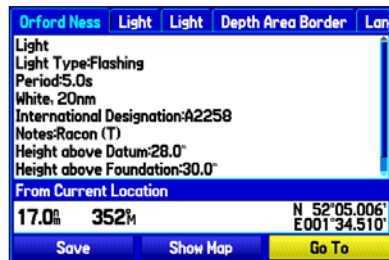 Orford Ness Light Light Depth Area Border Lan
Light
Light Type:Flashing
Period:5.0s
White, 20nm
International Designation:A2258
Notes:Racon (T)
Height above Datum:28.0"
Height above Foundation:30.0"
From Current Location
17.0 352°M N 52°05.006'
E001°34.510'
Save Show Map Go To